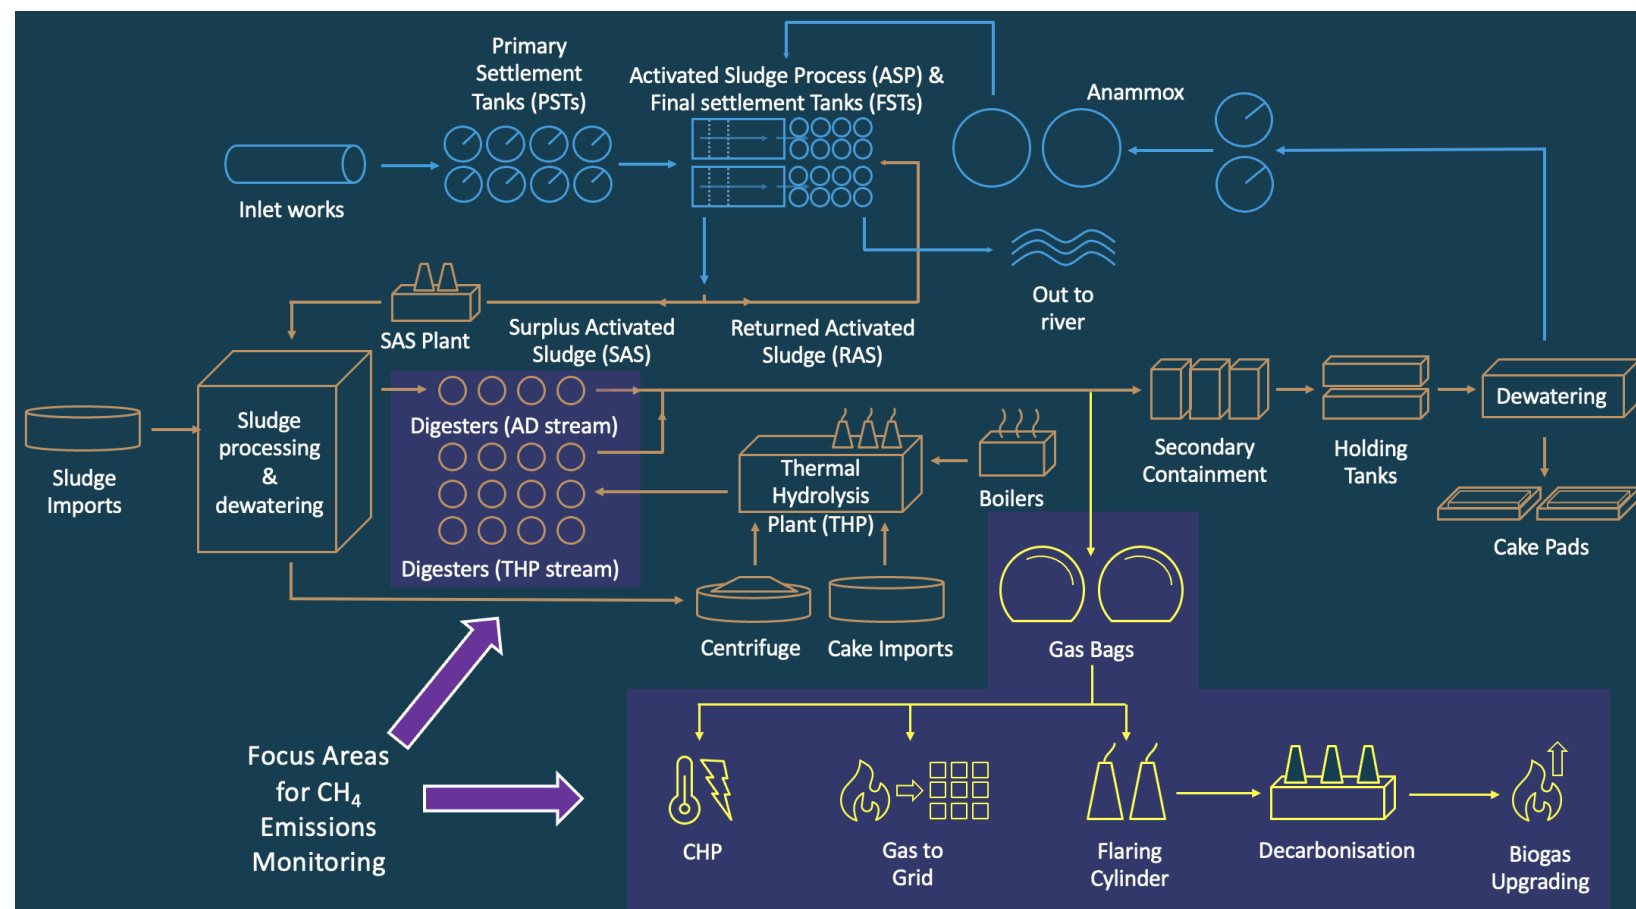 Primary
Settlement
Tanks (PSTs)
Activated Sludge Process (ASP) &
Final settlement Tanks (FSTs)
Anammox
Inlet works
Out to
river
SAS Plant
Surplus Activated
Sludge (SAS)
Returned Activated
Sludge (RAS)
Sludge
processing
&
dewatering
Sludge
Imports
Digesters (AD stream)
Digesters (THP stream)
Thermal
Hydrolysis
Plant (THP)
Boilers
Secondary
Containment
Holding
Tanks
Dewatering
Cake Pads
Centrifuge
Cake Imports
Gas Bags
Focus Areas
for CH₄
Emissions
Monitoring
CHP
Gas to
Grid
Flaring
Cylinder
Decarbonisation
Biogas
Upgrading